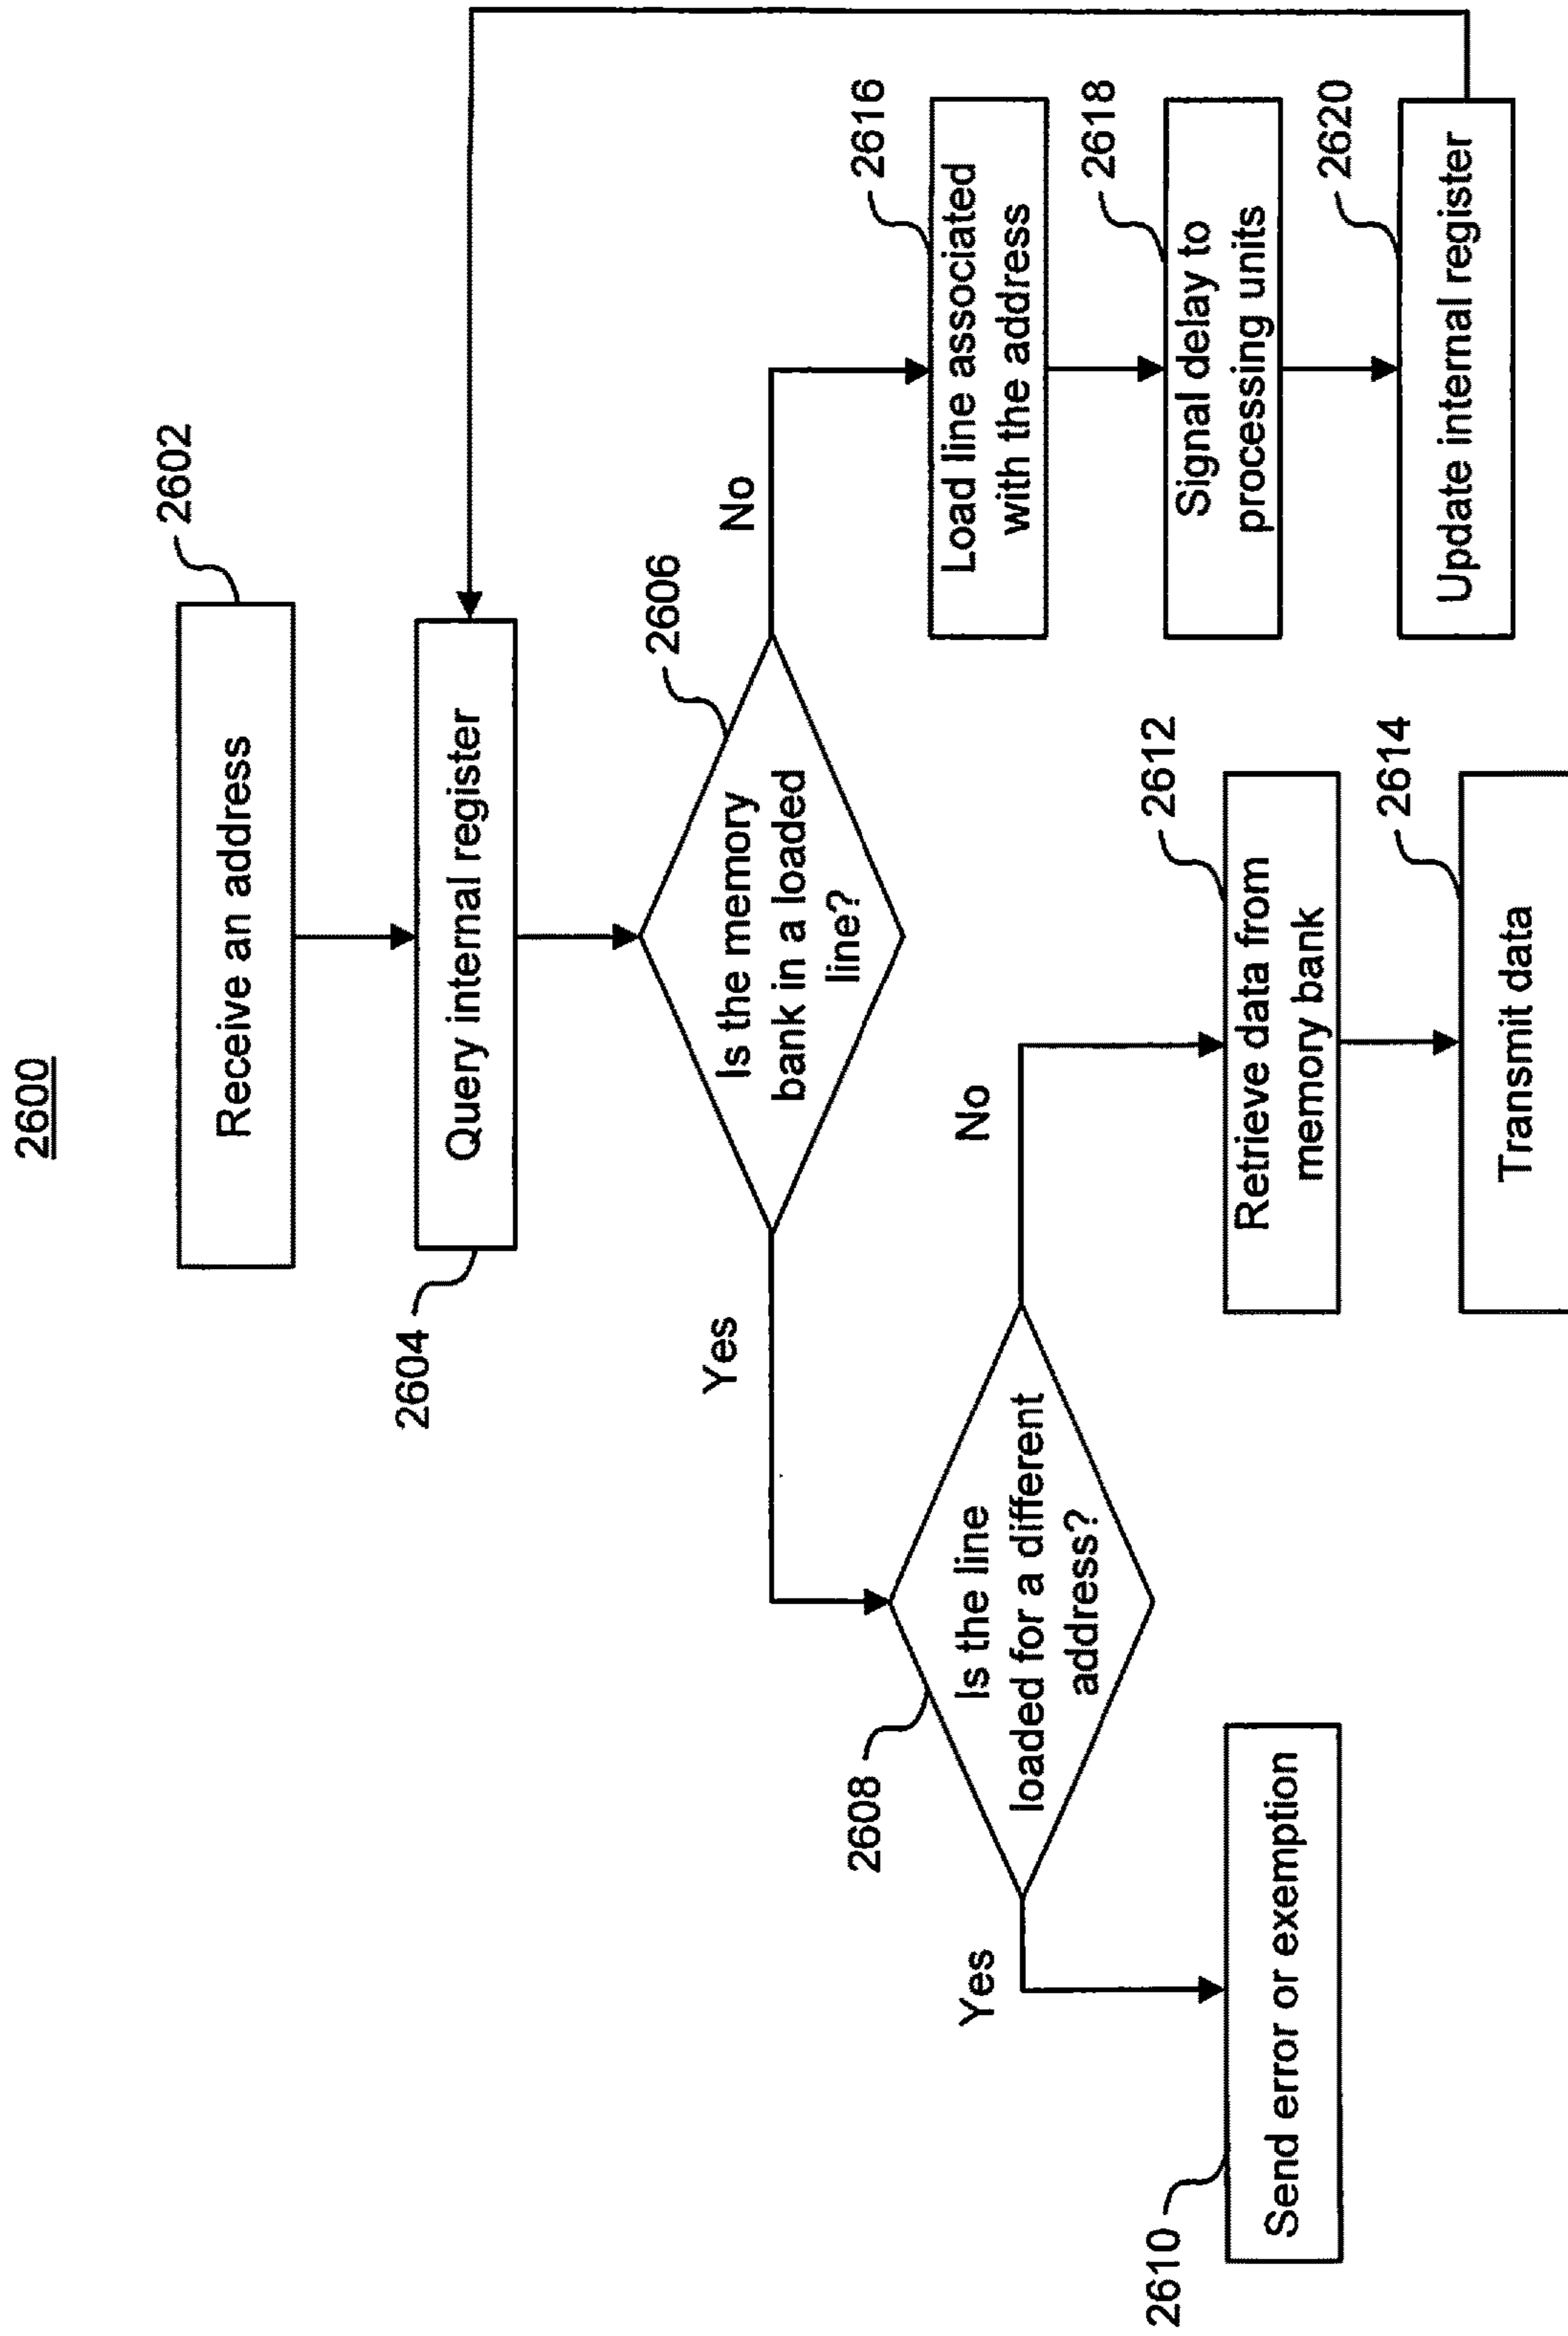 2600
Receive an address
2602
Query internal register
2604
Is the memory
bank in a loaded
line?
2606
Yes
No
Is the line
loaded for a different
address?
2608
Yes
No
Send error or exemption
2610
Retrieve data from
memory bank
2612
Transmit data
2614
Load line associated
with the address
2616
Signal delay to
processing units
2618
Update internal register
2620